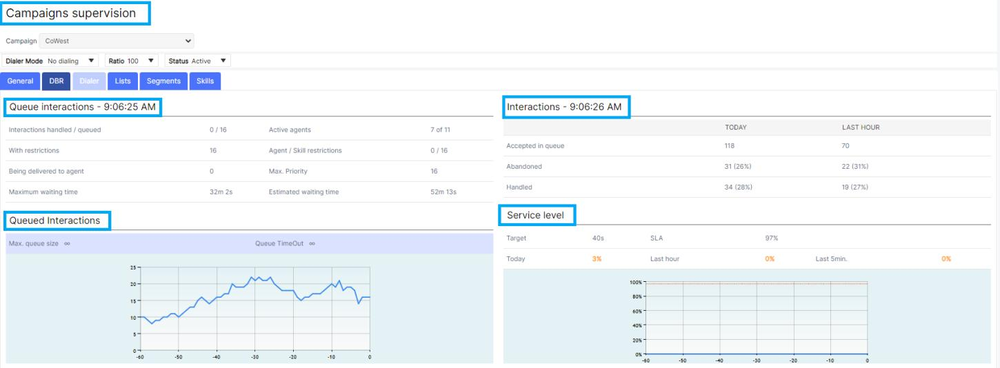 Campaigns supervision
Campaign CoWest
Dialer Mode No dialing ▼ Ratio 100 ▼ Status Active ▼
General DBR Dialer Lists Segments Skills
Queue interactions - 9:06:25 AM
Interactions handled / queued 0 / 16 Active agents 7 of 11
With restrictions 16 Agent / Skill restrictions 0 / 16
Being delivered to agent 0 Max. Priority 16
Maximum waiting time 32m 2s Estimated waiting time 52m 13s
Queued Interactions
Max. queue size ∞ Queue TimeOut ∞
25
20
15
10
5
0
-60 -50 -40 -30 -20 -10 0
Interactions - 9:06:26 AM
TODAY LAST HOUR
Accepted in queue 118 70
Abandoned 31 (26%) 22 (31%)
Handled 34 (28%) 19 (27%)
Service level
Target 40s SLA 97%
Today 3% Last hour 0% Last 5min. 0%
100%
80%
60%
40%
20%
0%
-60 -50 -40 -30 -20 -10 0